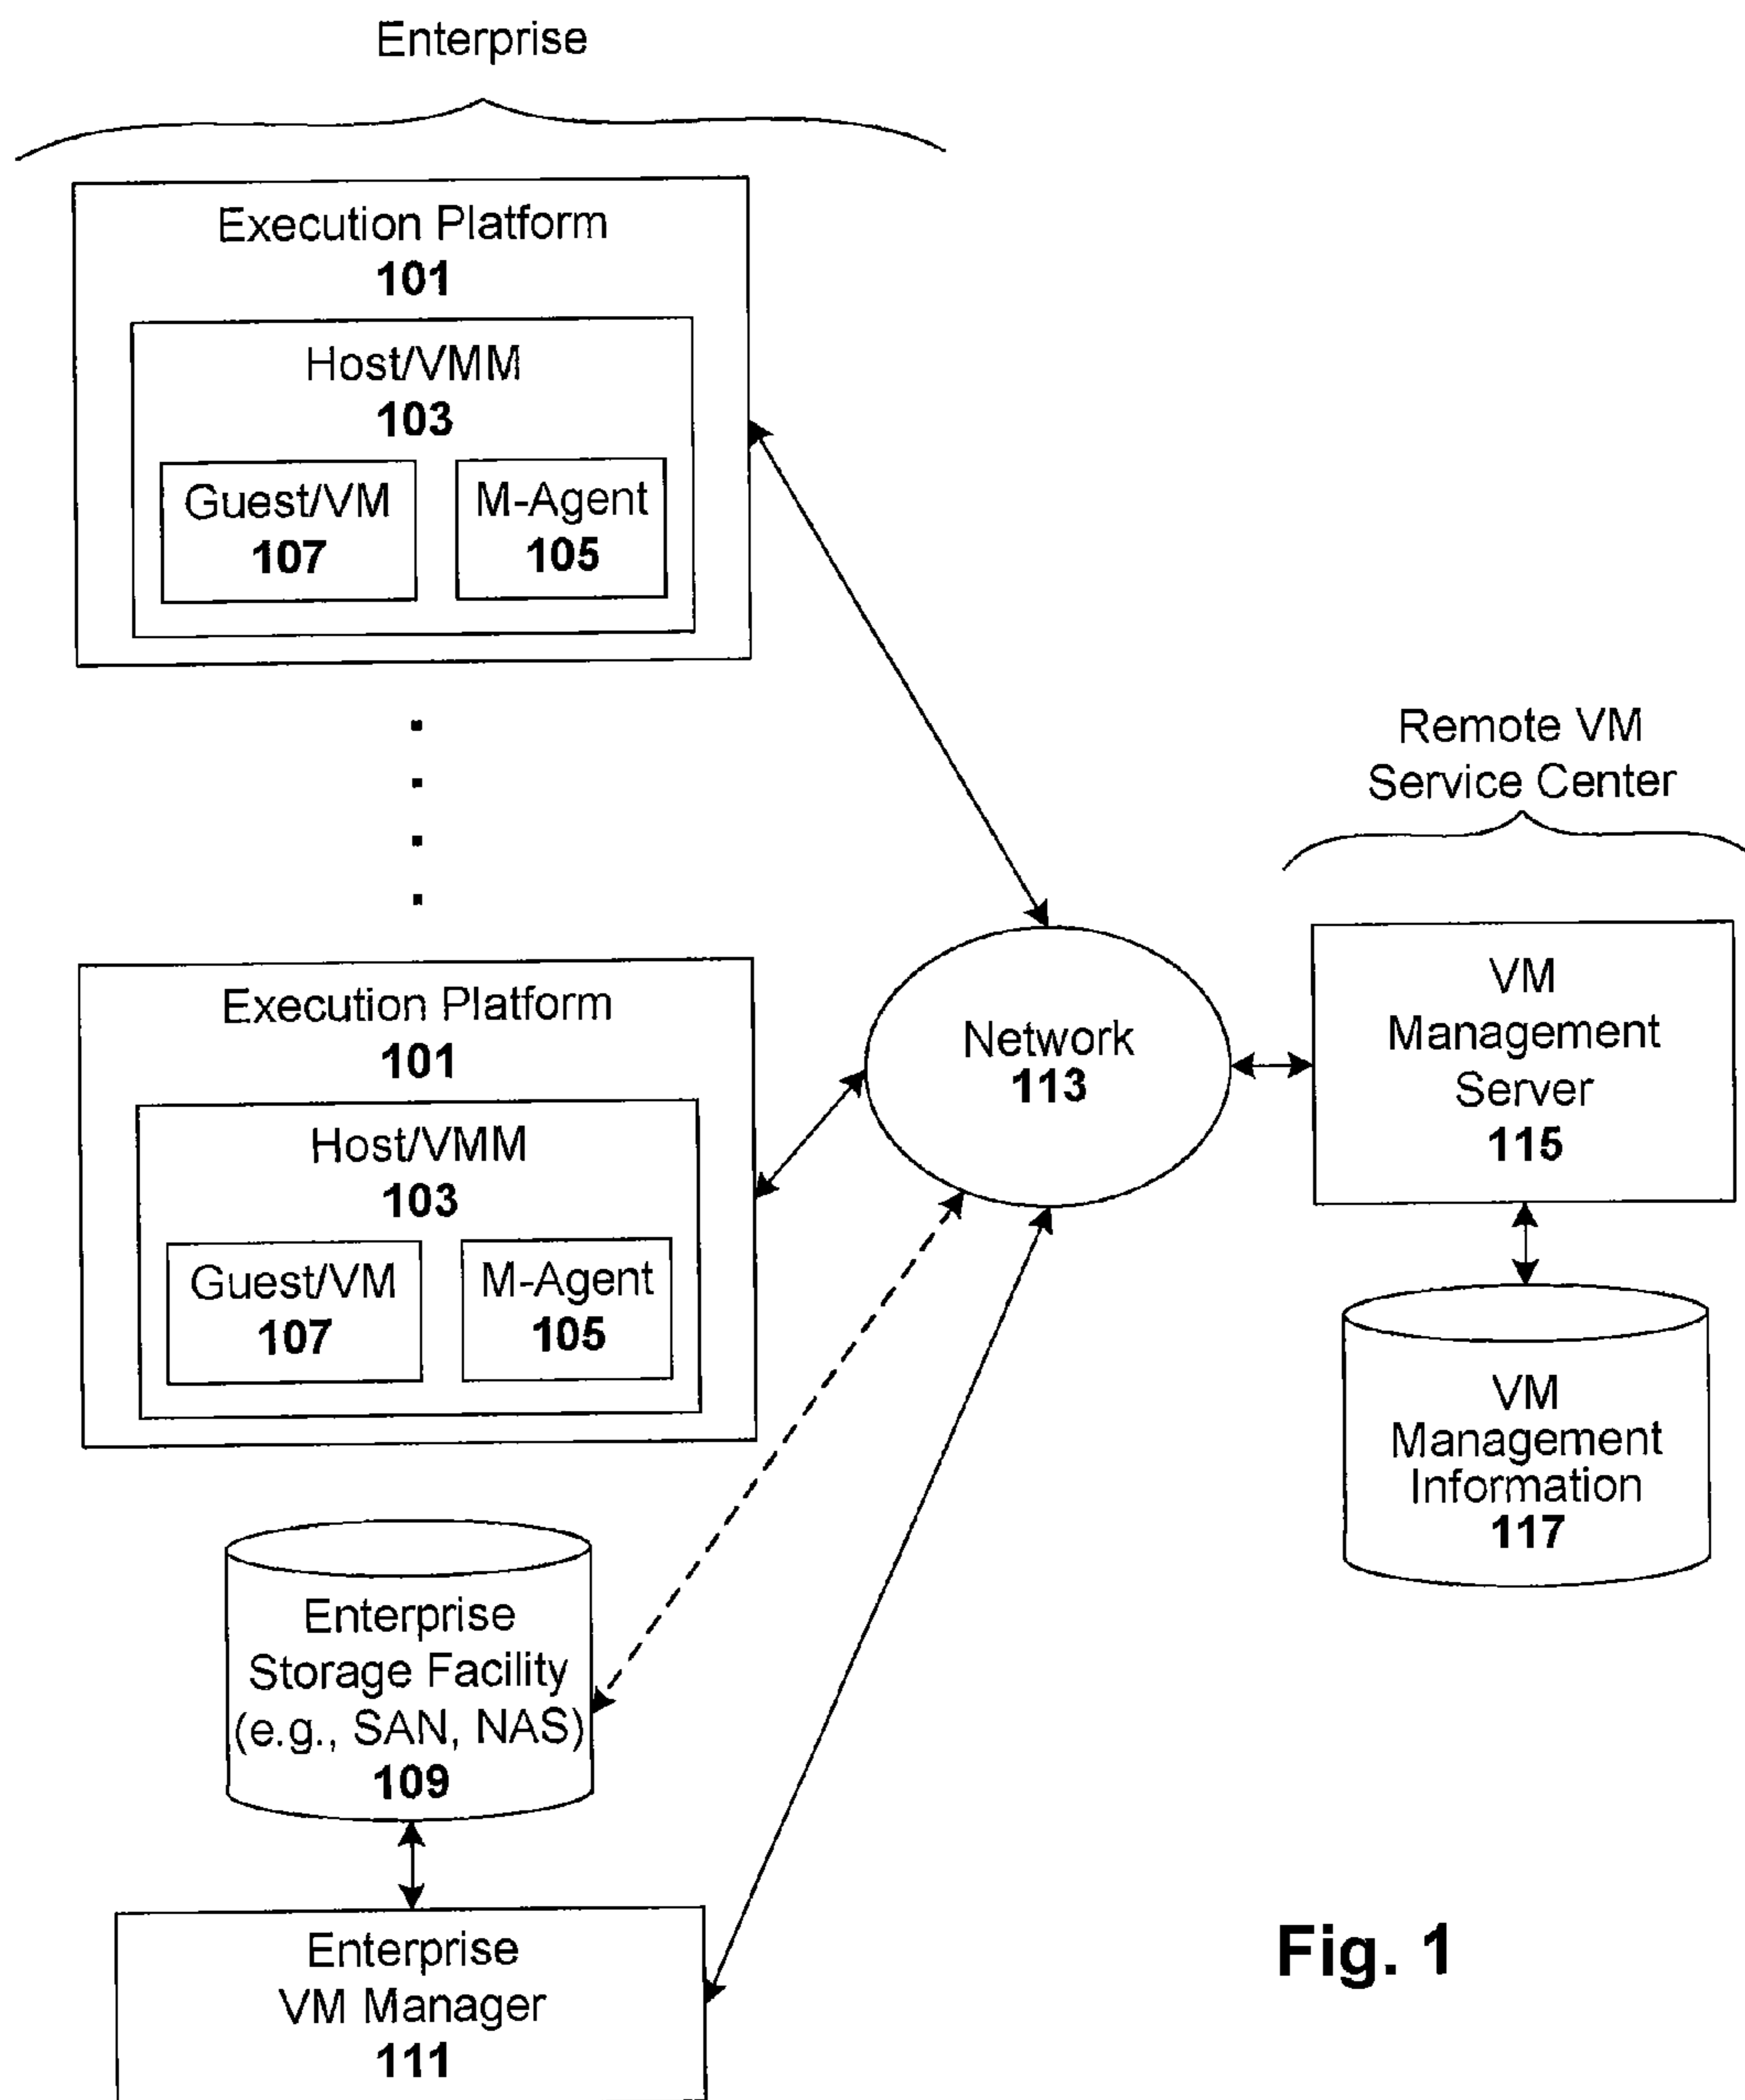 Enterprise
Execution Platform
101
Host/VMM
103
Guest/VM
107
M-Agent
105
Execution Platform
101
Host/VMM
103
Guest/VM
107
M-Agent
105
Enterprise
Storage Facility
(e.g., SAN, NAS)
109
Enterprise
VM Manager
111
Network
113
Remote VM
Service Center
VM
Management
Server
115
VM
Management
Information
117
Fig. 1